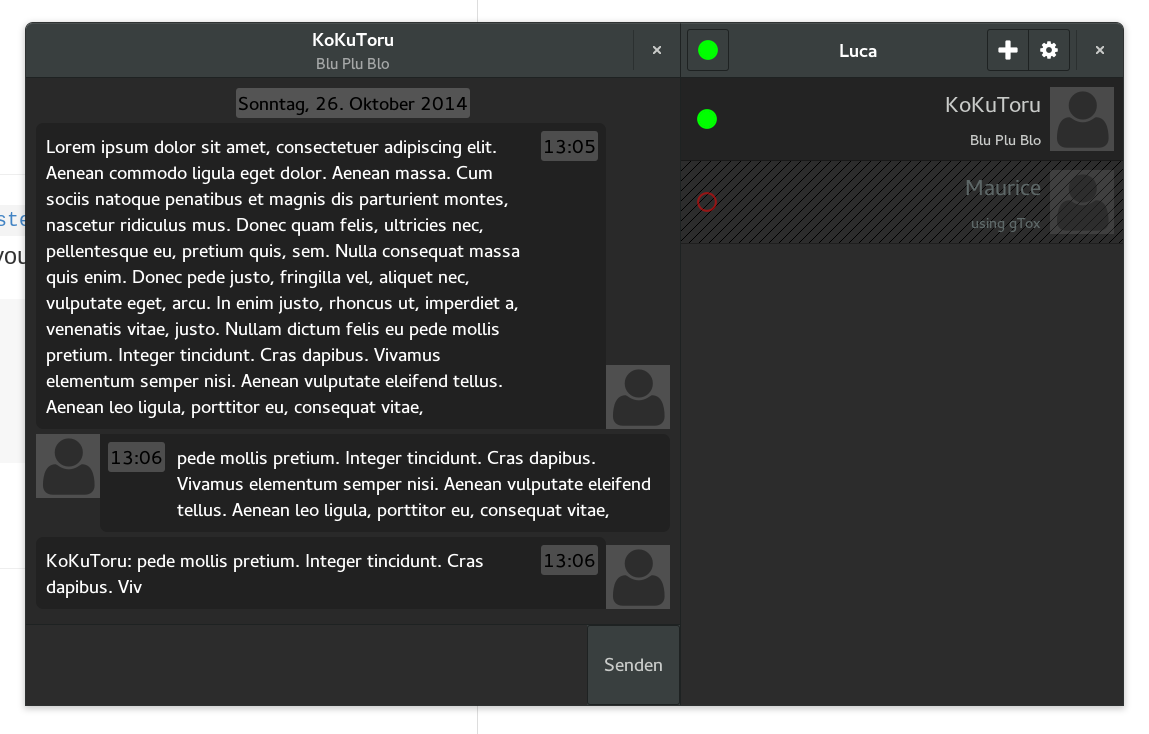 KoKuToru
Blu Plu Blo
Sonntag, 26. Oktober 2014
Lorem ipsum dolor sit amet, consectetuer adipiscing elit.
13:05
Aenean commodo ligula eget dolor. Aenean massa. Cum
sociis natoque penatibus et magnis dis parturient montes,
nascetur ridiculus mus. Donec quam felis, ultricies nec,
pellentesque eu, pretium quis, sem. Nulla consequat massa
quis enim. Donec pede justo, fringilla vel, aliquet nec,
vulputate eget, arcu. In enim justo, rhoncus ut, imperdiet a,
venenatis vitae, justo. Nullam dictum felis eu pede mollis
pretium. Integer tincidunt. Cras dapibus. Vivamus
elementum semper nisi. Aenean vulputate eleifend tellus.
Aenean leo ligula, porttitor eu, consequat vitae,
13:06
pede mollis pretium. Integer tincidunt. Cras dapibus.
Vivamus elementum semper nisi. Aenean vulputate eleifend
tellus. Aenean leo ligula, porttitor eu, consequat vitae,
KoKuToru: pede mollis pretium. Integer tincidunt. Cras
13:06
dapibus. Viv
Senden
Luca
KoKuToru
Blu Plu Blo
Maurice
using gTox
ste
you